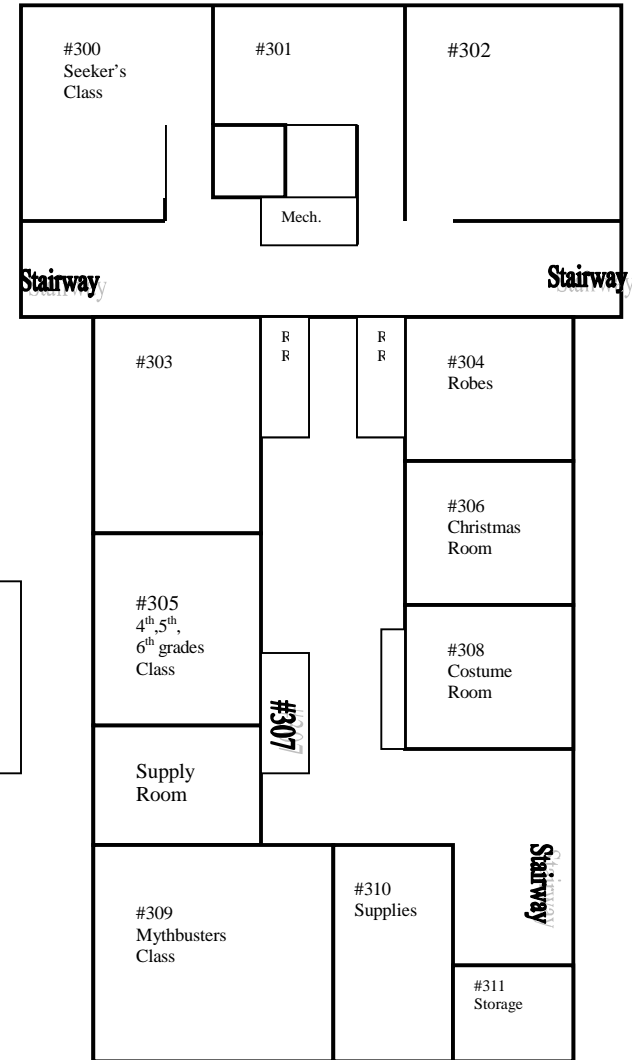 #300
Seeker’s
Class
#301
#302
Mech.
Stairway
Stairway
#303
R
R
R
R
#304
Robes
#306
Christmas
Room
#305
4th,5th,
6th grades
Class
#307
#308
Costume
Room
Supply
Room
Stairway
#309
Mythbusters
Class
#310
Supplies
#311
Storage